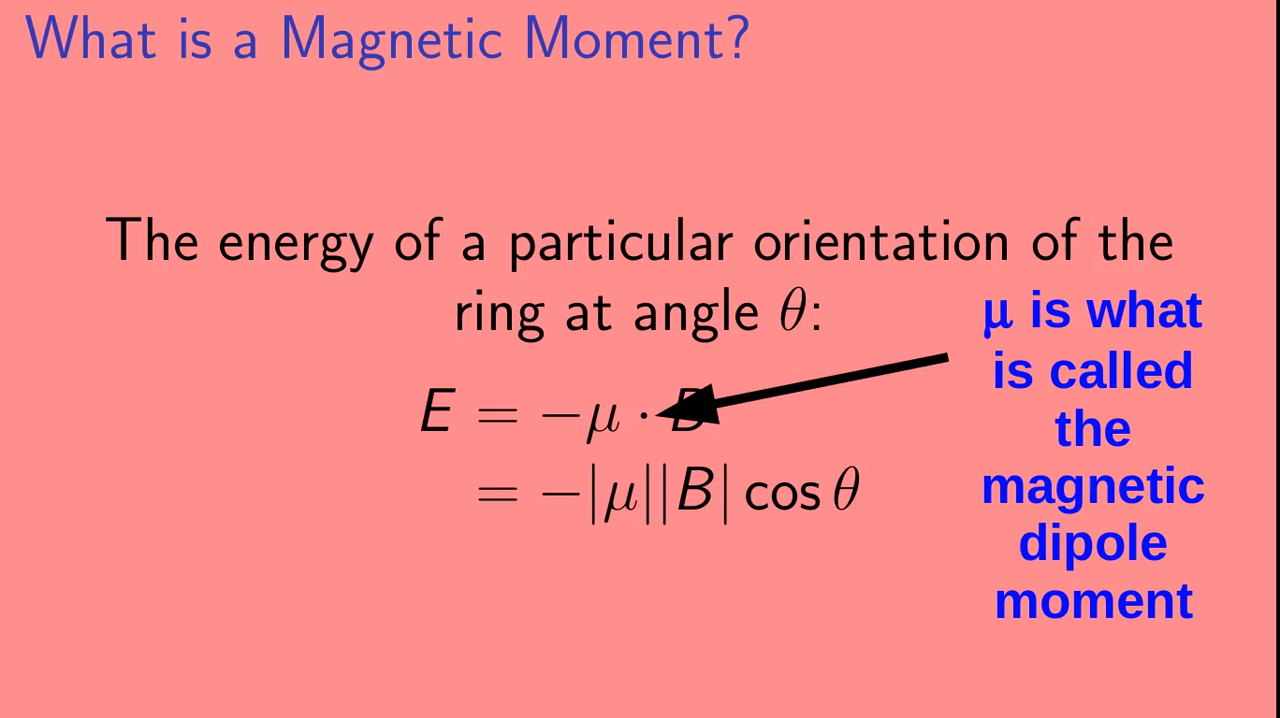 What is a Magnetic Moment?
The energy of a particular orientation of the
ring at angle θ:
E = −μ · B
= −|μ||B| cos θ
μ is what
is called
the
magnetic
dipole
moment